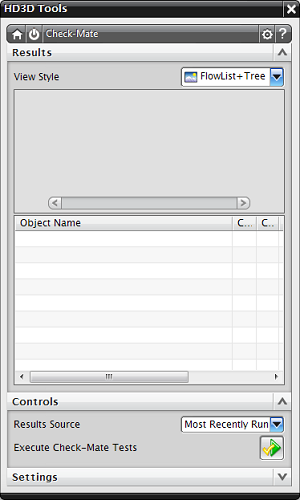 HD3D Tools
Check-Mate
Results
View Style FlowList+Tree
Object Name C... C..
Controls
Results Source Most Recently Run
Execute Check-Mate Tests
Settings